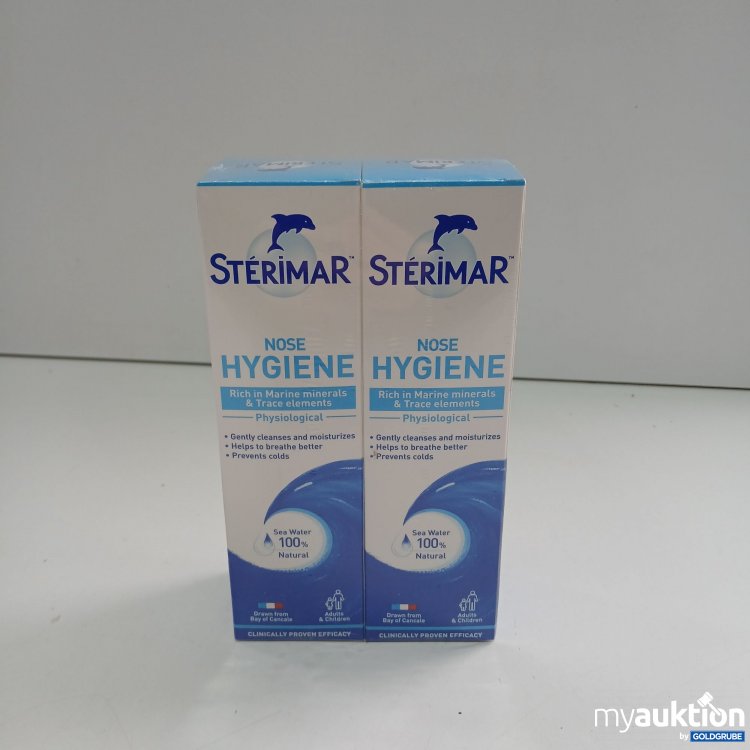 STÉRIMAR™
NOSE
HYGIENE
Rich in Marine minerals
& Trace elements
Physiological
• Gently cleanses and moisturizes
• Helps to breathe better
• Prevents colds
Sea Water
100%
Natural
Drawn from
Bay of Cancale
Adults
& Children
CLINICALLY PROVEN EFFICACY
STÉRIMAR™
NOSE
HYGIENE
Rich in Marine minerals
& Trace elements
Physiological
• Gently cleanses and moisturizes
• Helps to breathe better
• Prevents colds
Sea Water
100%
Natural
Drawn from
Bay of Cancale
Adults
& Children
CLINICALLY PROVEN EFFICACY
myauktion
by GOLDGRUBE